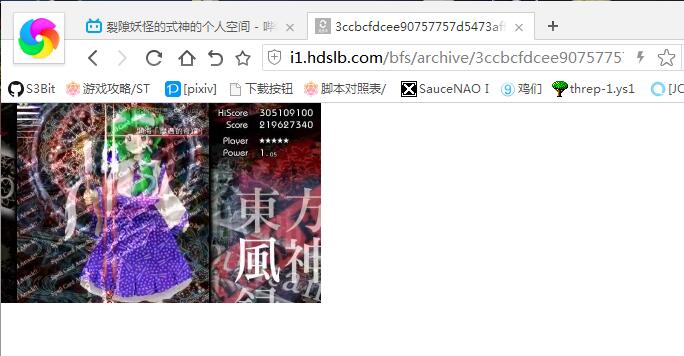 裂隙妖怪的式神的个人空间 - 哔
3ccbcfdcee90757757d5473aff
i1.hdslb.com/bfs/archive/3ccbcfdcee90757757
S3Bit
游戏攻略/ST
[pixiv]
下载按钮
脚本对照表/
SauceNAO I
鸡们
threp-1.ys1
[JC
HiScore 305109100
Score 219627340
Player ★★★★★
Power 1.05
東方
風神
録